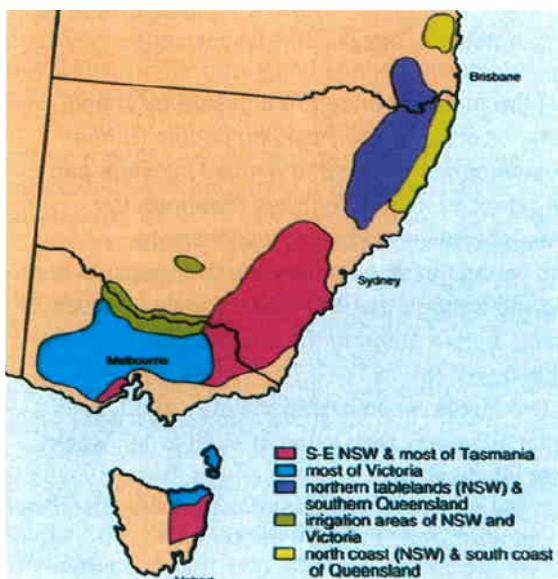 Brisbane
Sydney
Melbourne
S-E NSW & most of Tasmania
most of Victoria
northern tablelands (NSW) &
southern Queensland
irrigation areas of NSW and
Victoria
north coast (NSW) & south coast
of Queensland